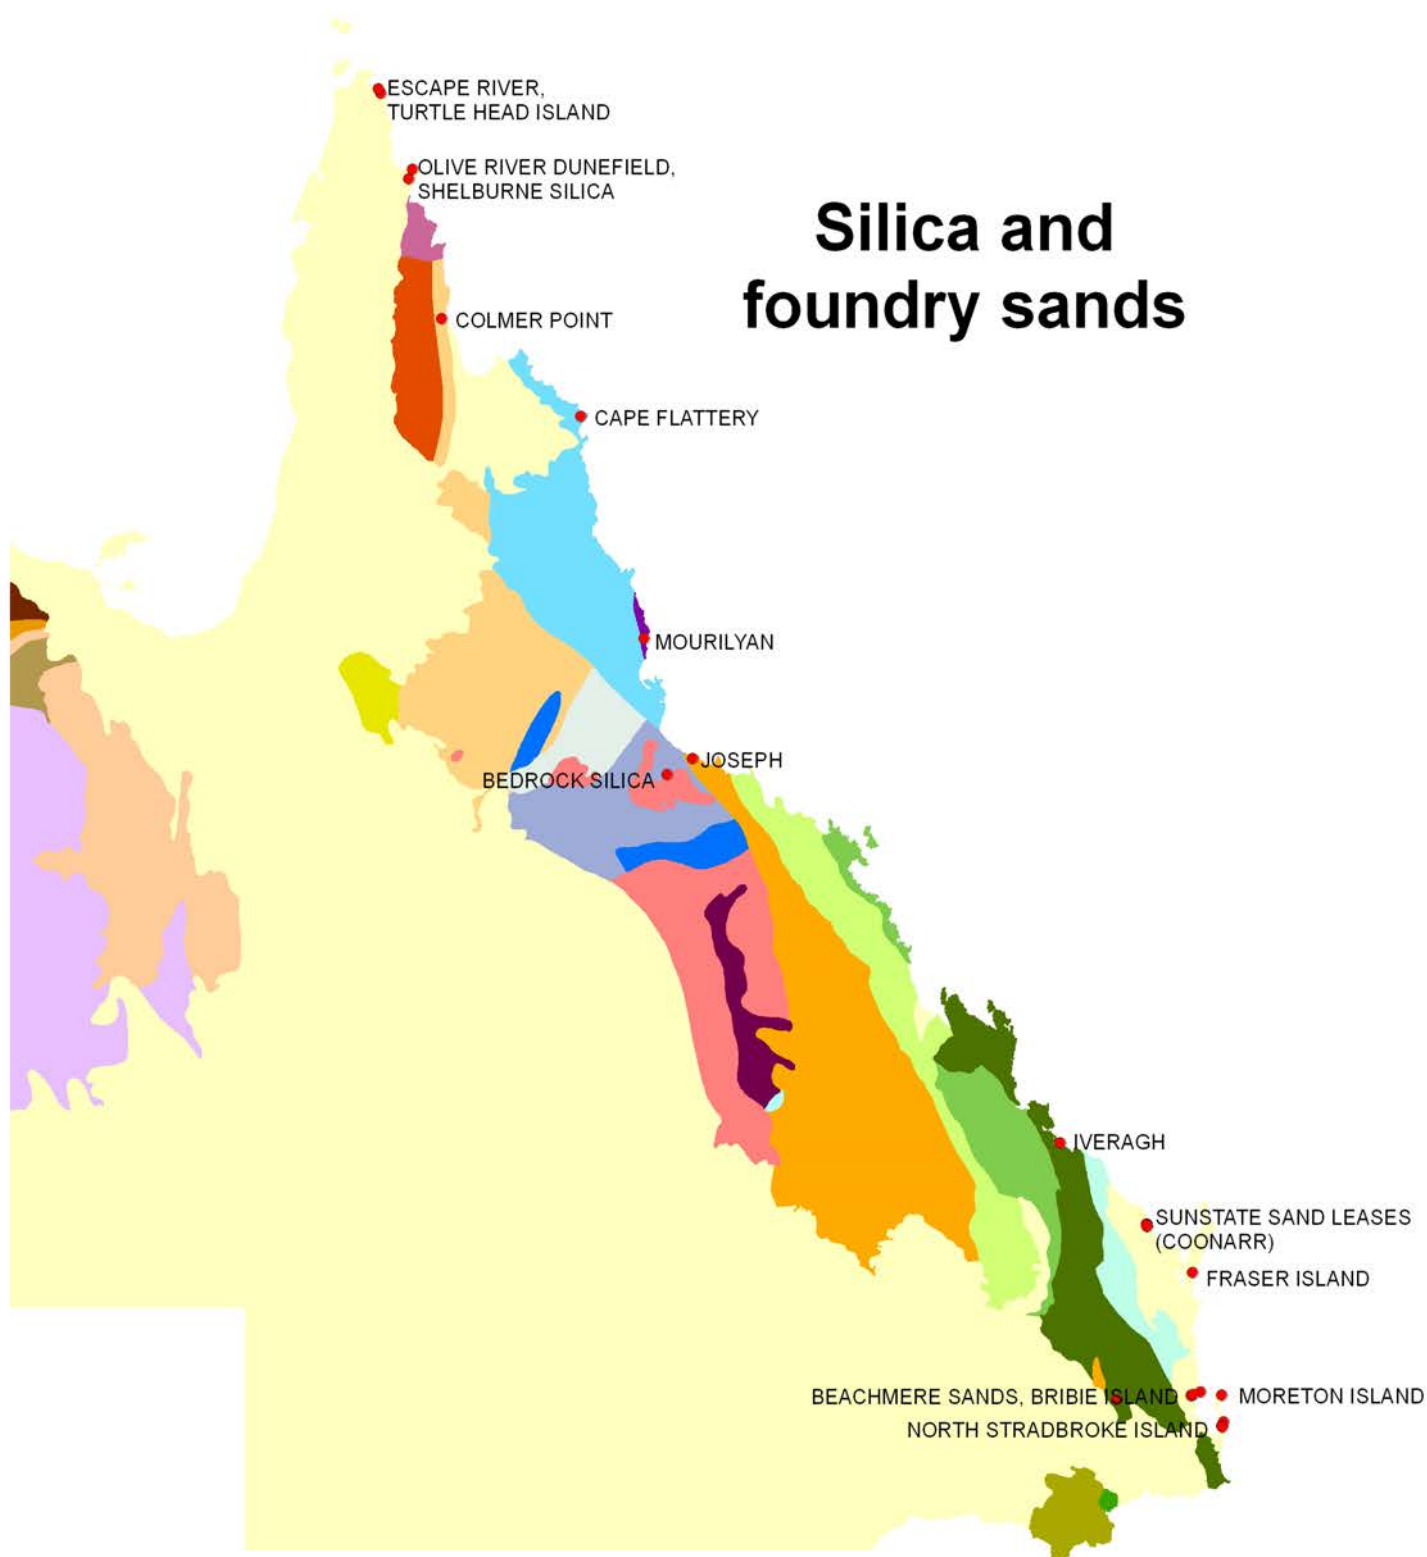 ESCAPE RIVER,
TURTLE HEAD ISLAND
OLIVE RIVER DUNEFIELD,
SHELBURNE SILICA
Silica and
foundry sands
COLMER POINT
CAPE FLATTERY
MOURILYAN
JOSEPH
BEDROCK SILICA
IVERAGH
SUNSTATE SAND LEASES
(COONARR)
FRASER ISLAND
BEACHMERE SANDS, BRIBIE ISLAND
MORETON ISLAND
NORTH STRADBROKE ISLAND